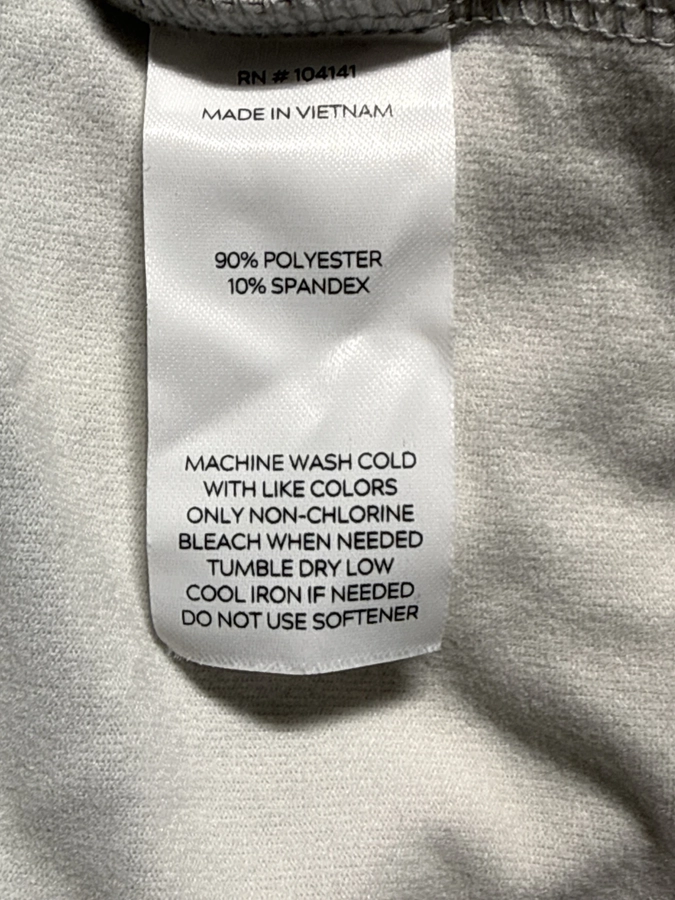 RN # 104141
MADE IN VIETNAM
90% POLYESTER
10% SPANDEX
MACHINE WASH COLD
WITH LIKE COLORS
ONLY NON-CHLORINE
BLEACH WHEN NEEDED
TUMBLE DRY LOW
COOL IRON IF NEEDED
DO NOT USE SOFTENER